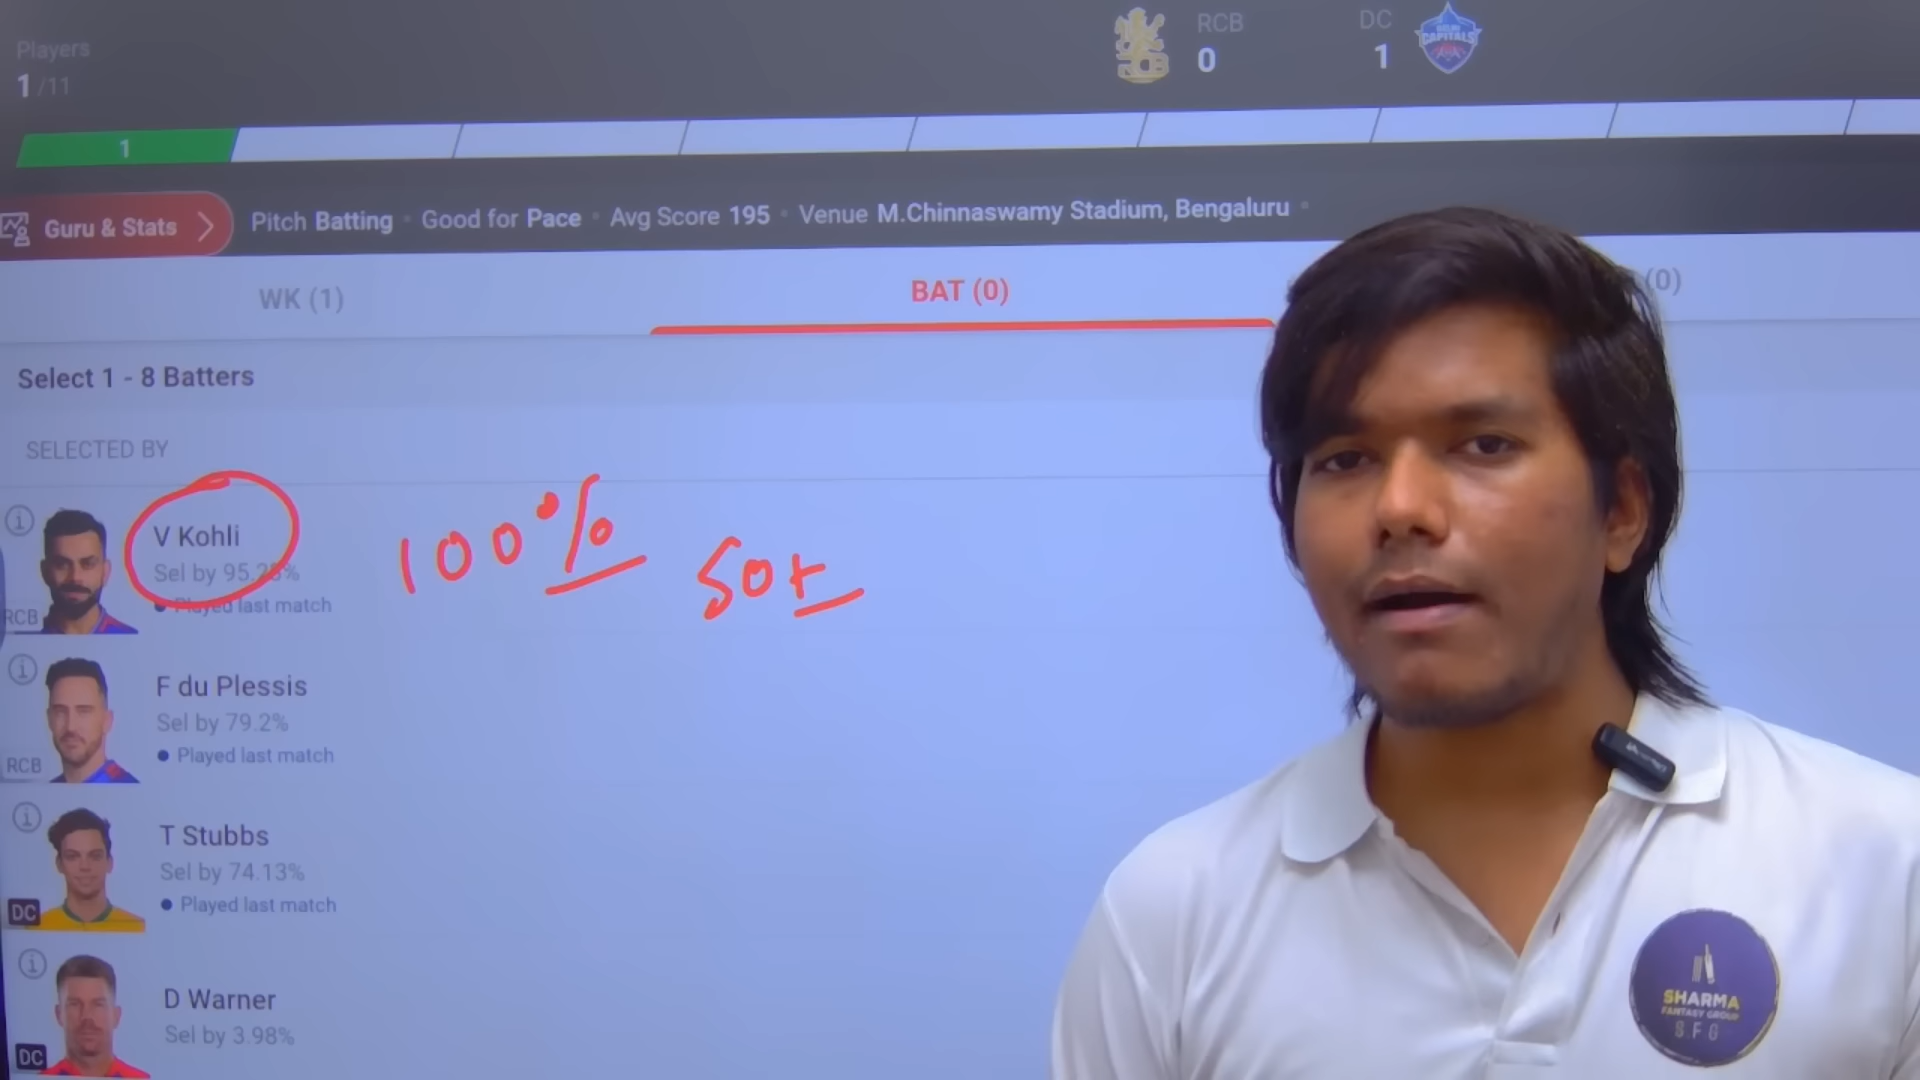 RCB
DC
Players
0
1
1/11
1
Guru & Stats
Pitch Batting • Good for Pace • Avg Score 195 • Venue M.Chinnaswamy Stadium, Bengaluru •
WK (1)
BAT (0)
(0)
Select 1 - 8 Batters
SELECTED BY
V Kohli
100%
50+
Played last match
RCB
F du Plessis
Sel by 79.2%
Played last match
RCB
T Stubbs
Sel by 74.13%
Played last match
DC
D Warner
Sel by 3.98%
DC
SHARMA
FANTASY GROUP
S.F.G
DELHI
CAPITALS